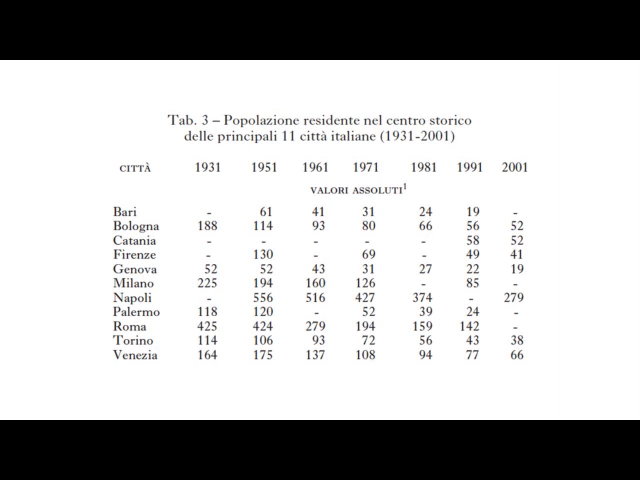 Tab. 3 – Popolazione residente nel centro storico
delle principali 11 città italiane (1931-2001)
CITTÀ 1931 1951 1961 1971 1981 1991 2001
VALORI ASSOLUTI1
Bari - 61 41 31 24 19 -
Bologna 188 114 93 80 66 56 52
Catania - - - - - 58 52
Firenze - 130 - 69 - 49 41
Genova 52 52 43 31 27 22 19
Milano 225 194 160 126 - 85 -
Napoli - 556 516 427 374 - 279
Palermo 118 120 - 52 39 24 -
Roma 425 424 279 194 159 142 -
Torino 114 106 93 72 56 43 38
Venezia 164 175 137 108 94 77 66